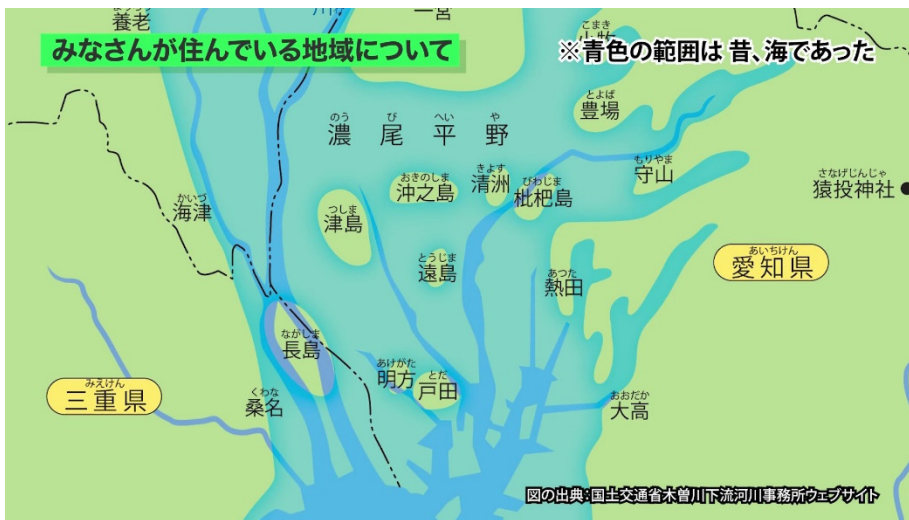 ようろう
養老
一宮
みなさんが住んでいる地域について
こまき
※青色の範囲は 昔、海であった
とよば
豊場
のう び へい や
濃尾平野
もりやま
守山
さなげじんじゃ
猿投神社
おきのしま
沖之島
きよす
清洲
びわじま
枇杷島
かいづ
海津
つしま
津島
とうじま
遠島
あつた
熱田
あいちけん
愛知県
ながしま
長島
あけがた
明方
とだ
戸田
みえけん
三重県
くわな
桑名
おおだか
大高
図の出典:国土交通省木曽川下流河川事務所ウェブサイト